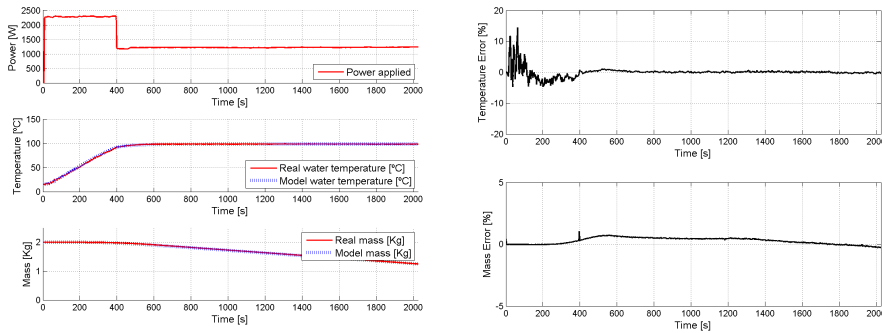 Power [W]
2500
2000
1500
1000
500
0
0 200 400 600 800 1000 1200 1400 1600 1800 2000
Time [s]
Power applied
Temperature [ºC]
150
100
50
0
0 200 400 600 800 1000 1200 1400 1600 1800 2000
Time [s]
Real water temperature [ºC]
Model water temperature [ºC]
Mass [Kg]
2
1
0
0 200 400 600 800 1000 1200 1400 1600 1800 2000
Time [s]
Real mass [Kg]
Model mass [Kg]
Temperature Error [%]
20
10
0
-10
-20
0 200 400 600 800 1000 1200 1400 1600 1800 2000
Time [s]
Mass Error [%]
5
0
-5
0 200 400 600 800 1000 1200 1400 1600 1800 2000
Time [s]